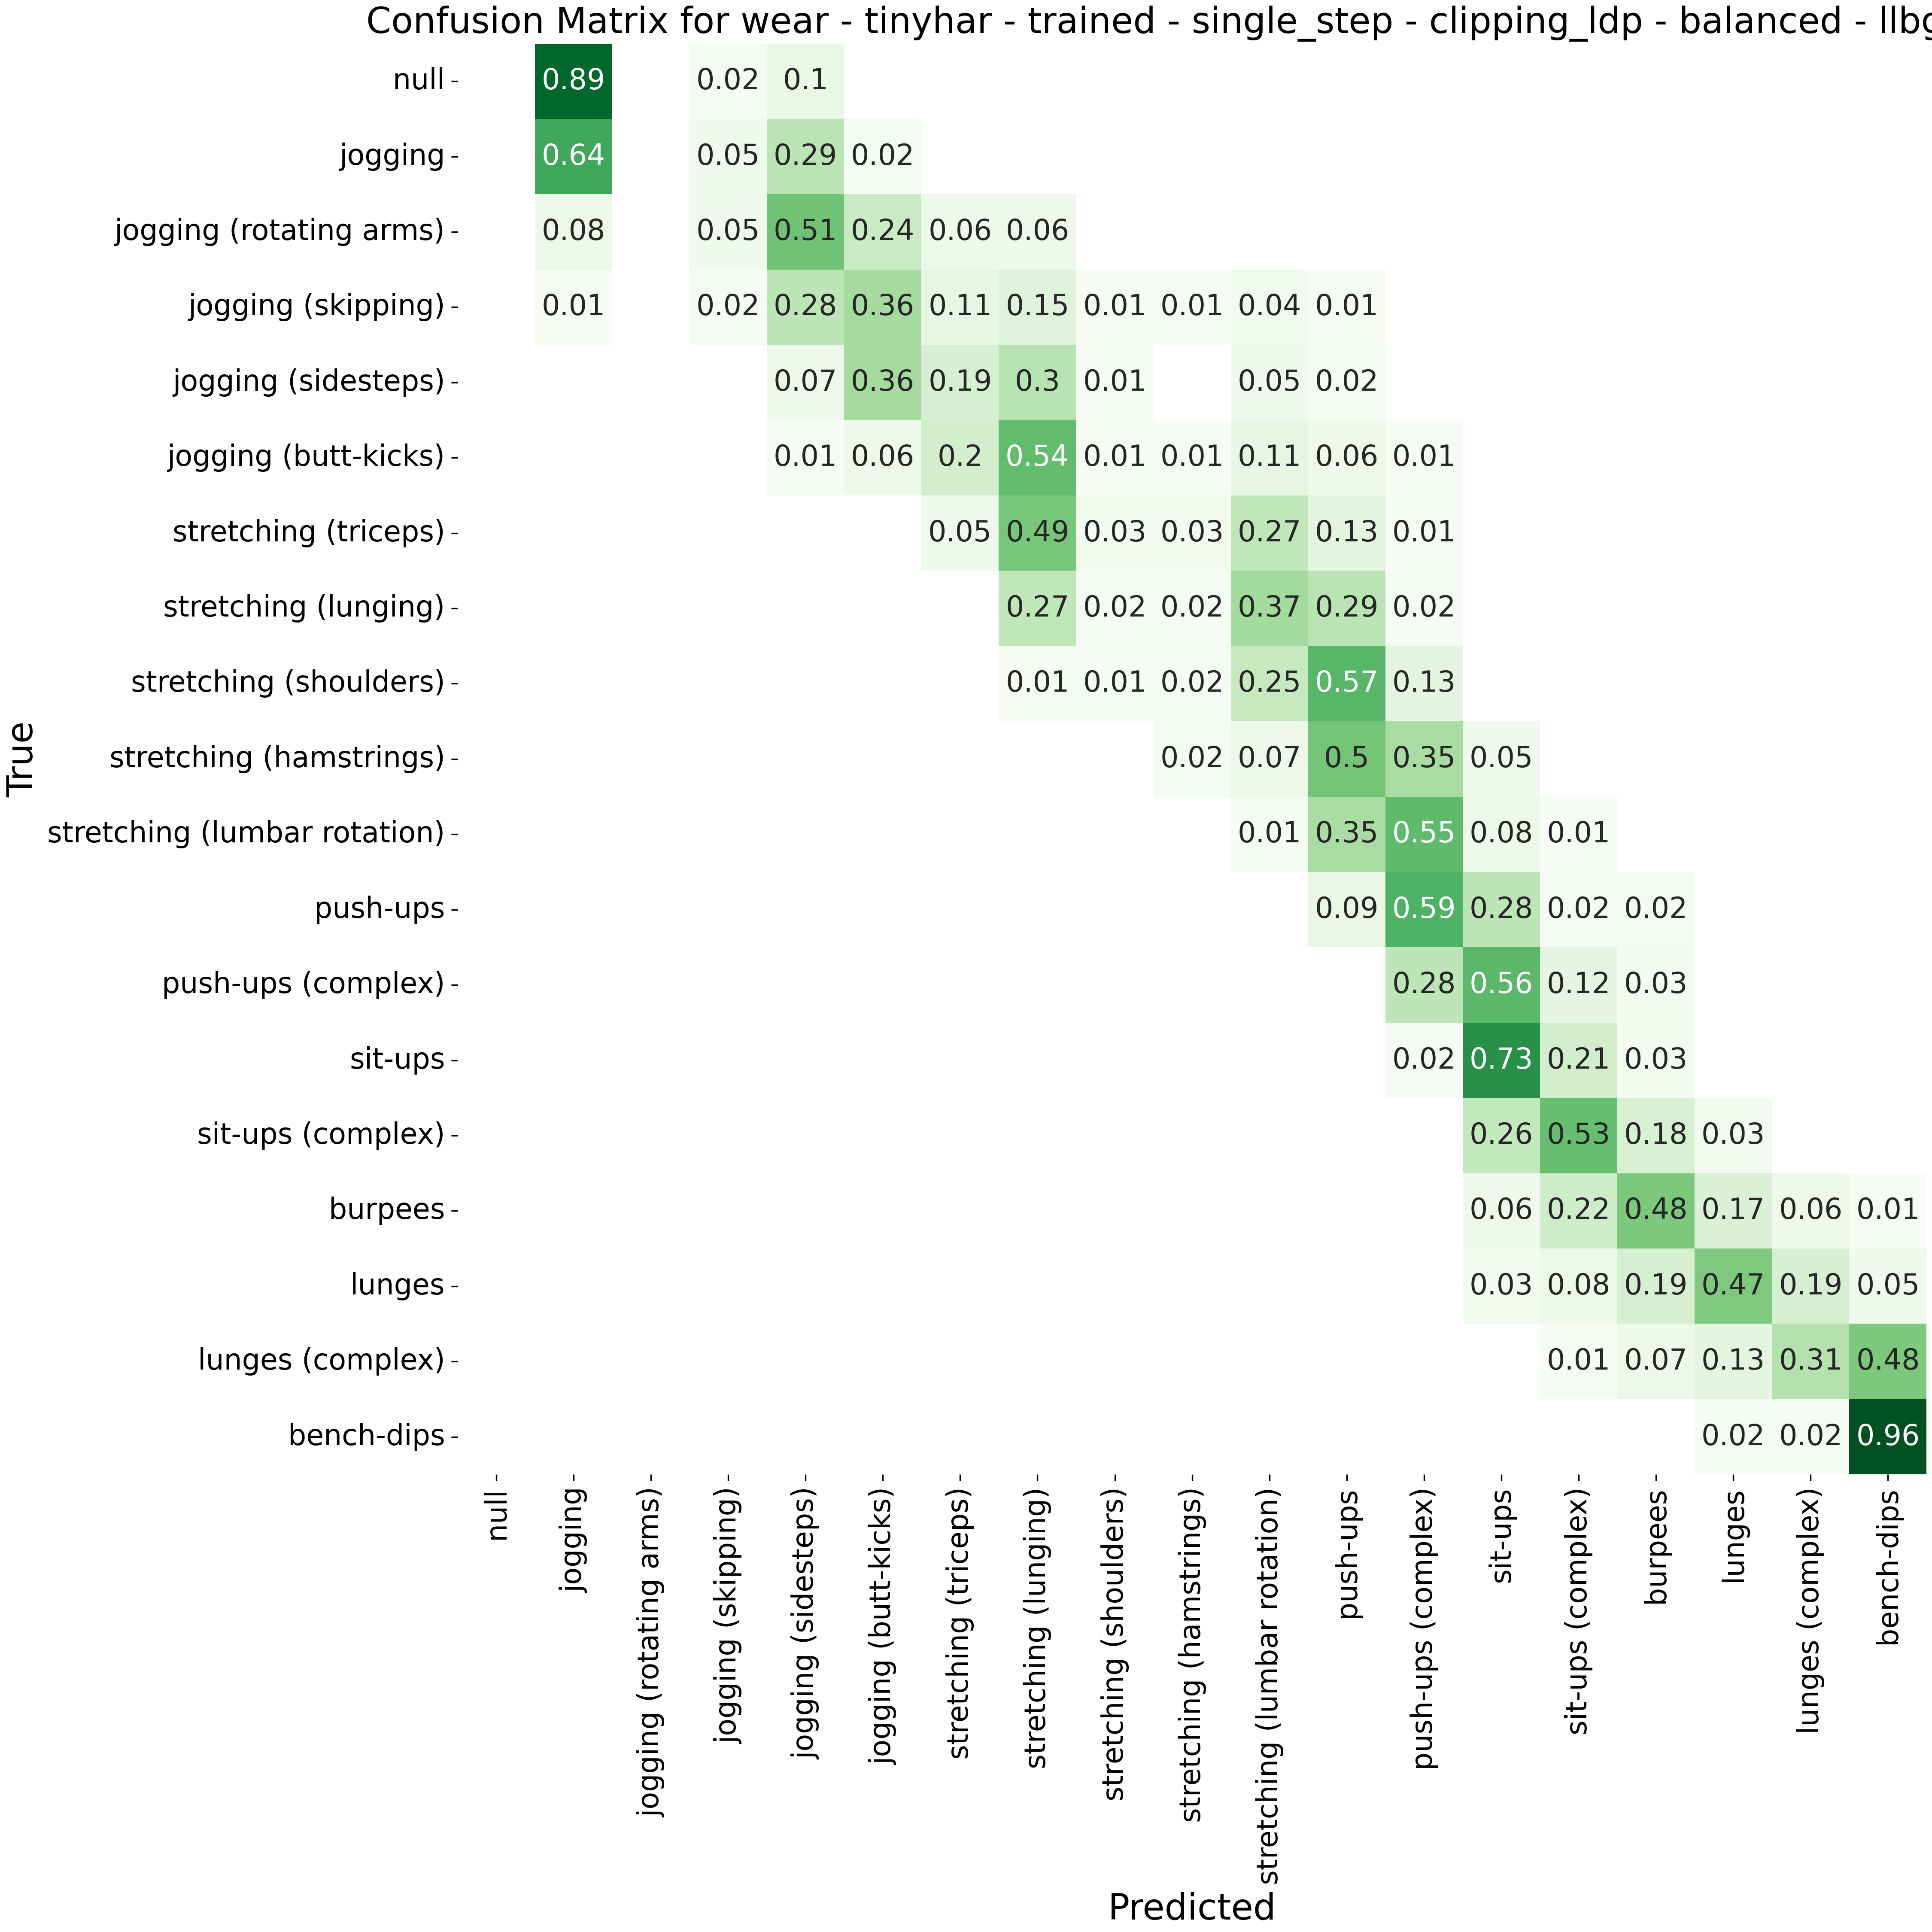 Confusion Matrix for wear - tinyhar - trained - single_step - clipping_ldp - balanced -
null 0.89 0.02 0.1
jogging 0.64 0.05 0.29 0.02
jogging (rotating arms) 0.08 0.05 0.51 0.24 0.06 0.06
jogging (skipping) 0.01 0.02 0.28 0.36 0.11 0.15 0.01 0.01 0.04 0.01
jogging (sidesteps) 0.07 0.36 0.19 0.3 0.01 0.05 0.02
jogging (butt-kicks) 0.01 0.06 0.2 0.54 0.01 0.01 0.11 0.06 0.01
stretching (triceps) 0.05 0.49 0.03 0.03 0.27 0.13 0.01
stretching (lunging) 0.27 0.02 0.02 0.37 0.29 0.02
stretching (shoulders) 0.01 0.01 0.02 0.25 0.57 0.13
stretching (hamstrings) 0.02 0.07 0.5 0.35 0.05
stretching (lumbar rotation) 0.01 0.35 0.55 0.08 0.01
push-ups 0.09 0.59 0.28 0.02 0.02
push-ups (complex) 0.28 0.56 0.12 0.03
sit-ups 0.02 0.73 0.21 0.03
sit-ups (complex) 0.26 0.53 0.18 0.03
burpees 0.06 0.22 0.48 0.17 0.06 0.01
lunges 0.03 0.08 0.19 0.47 0.19 0.05
lunges (complex) 0.01 0.07 0.13 0.31 0.48
bench-dips 0.02 0.02 0.96
True
null
jogging
jogging (rotating arms)
jogging (skipping)
jogging (sidesteps)
jogging (butt-kicks)
stretching (triceps)
stretching (lunging)
stretching (shoulders)
stretching (hamstrings)
stretching (lumbar rotation)
push-ups
push-ups (complex)
sit-ups
sit-ups (complex)
burpees
lunges
lunges (complex)
bench-dips
Predicted